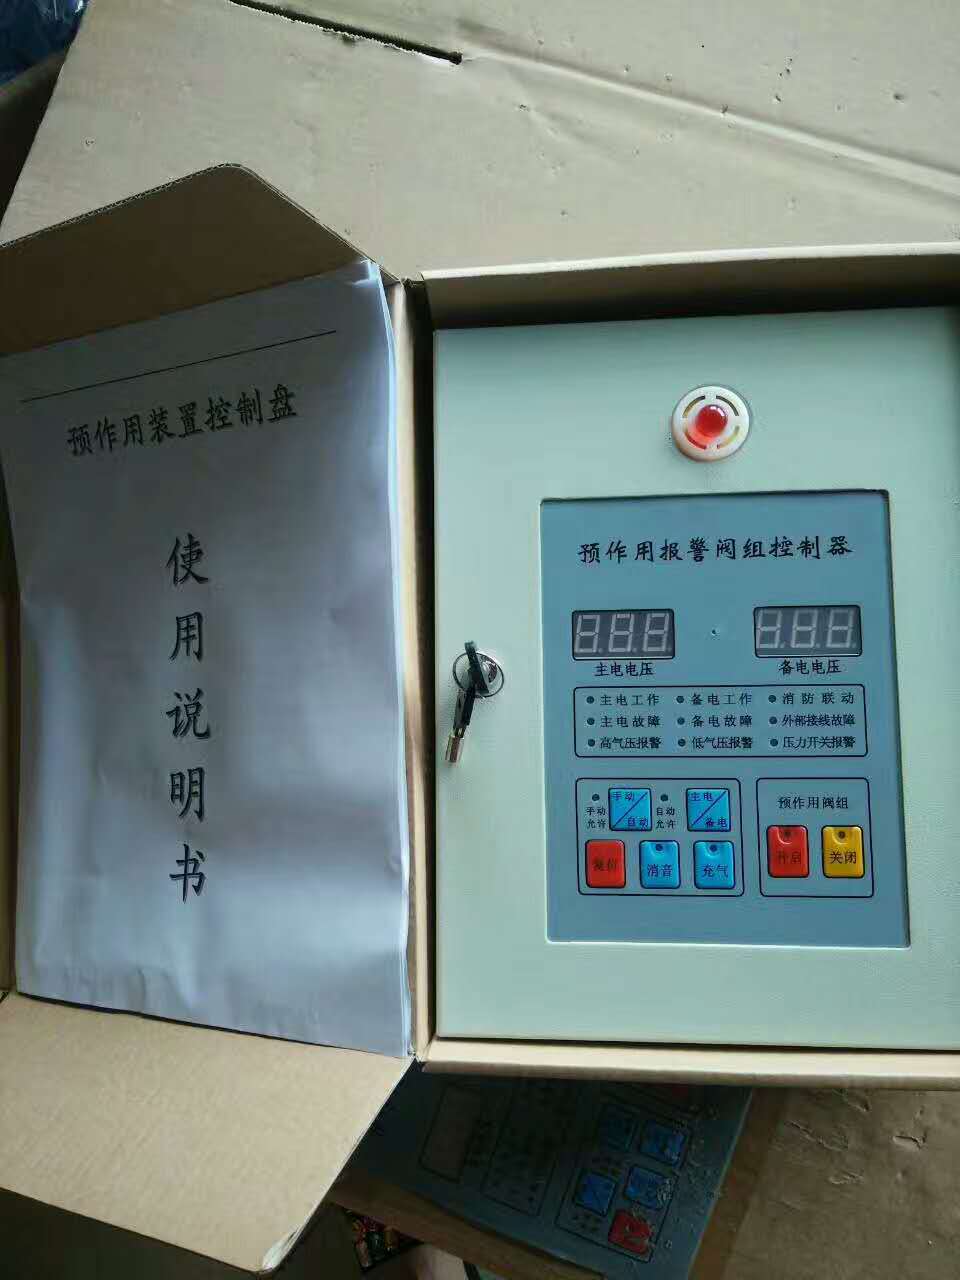 预作用装置控制盘
使用说明书
预作用报警阀组控制器
主电电压
备电电压
主电工作
备电工作
消防联动
主电故障
备电故障
外部接线故障
高气压报警
低气压报警
压力开关报警
手动允许
手动/自动
自动允许
主电/备电
复位
消音
充气
预作用阀组
开启
关闭